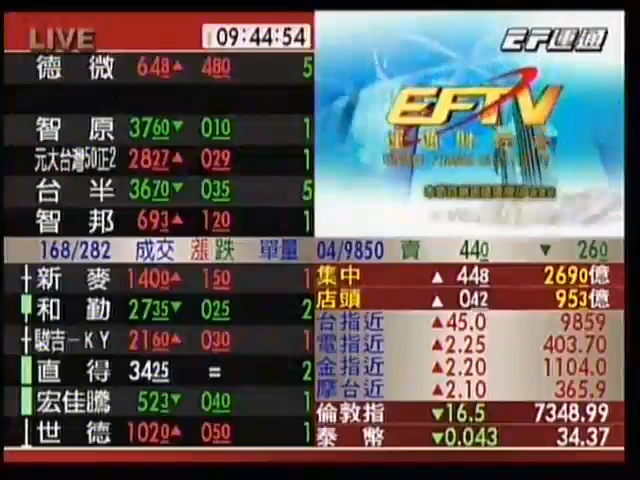 LIVE 09:44:54
EF運通
德微 648▲ 480 5
EFTV
智原 3760▼ 010 1
元大台灣50正2 2827▲ 029 1
台半 3670▼ 035 5
智邦 693▲ 120 1
168/282 成交 漲跌 單量
04/9850 賣 440 ▼ 260
新麥 1400▲ 150 1
和勤 2735▼ 025 2
駿吉－KY 2160▲ 030 1
直得 3425 = 2
宏佳騰 523▼ 040 1
世德 1020▲ 050 1
集中 ▲ 448 2690億
店頭 ▲ 042 953億
台指近 ▲45.0 9859
電指近 ▲2.25 403.70
金指近 ▲2.20 1104.0
摩台近 ▲2.10 365.9
倫敦指 ▼16.5 7348.99
泰幣 ▼0.043 34.37